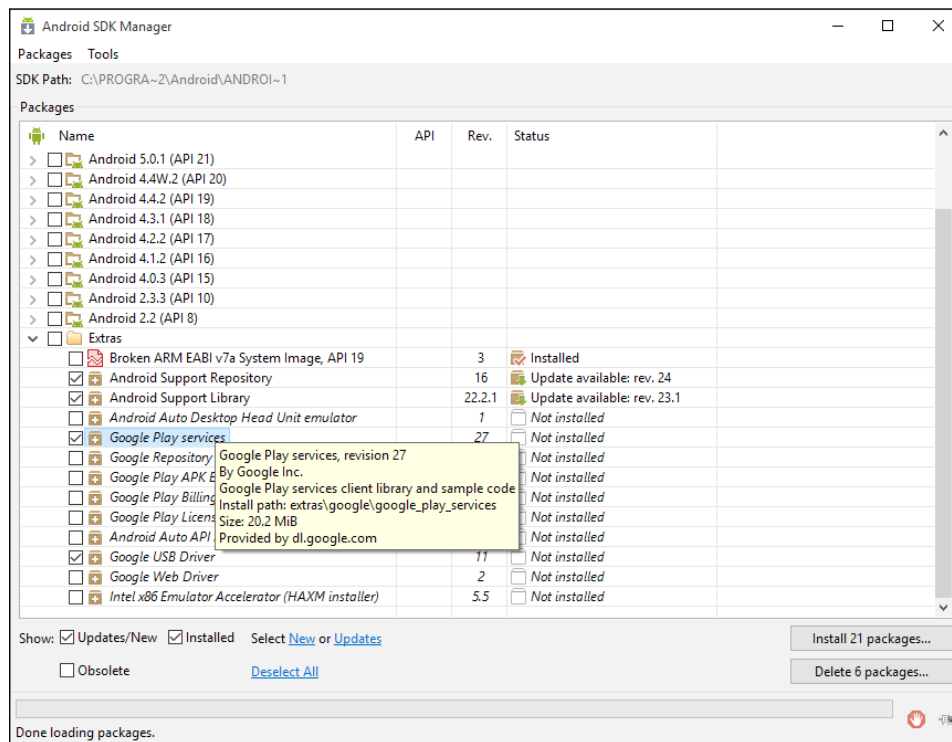 Android SDK Manager
Packages Tools
SDK Path: C:\PROGRA~2\Android\ANDROI~1
Packages
Name API Rev. Status
Android 5.0.1 (API 21)
Android 4.4W.2 (API 20)
Android 4.4.2 (API 19)
Android 4.3.1 (API 18)
Android 4.2.2 (API 17)
Android 4.1.2 (API 16)
Android 4.0.3 (API 15)
Android 2.3.3 (API 10)
Android 2.2 (API 8)
Extras
Broken ARM EABI v7a System Image, API 19 3 Installed
Android Support Repository 16 Update available: rev. 24
Android Support Library 22.2.1 Update available: rev. 23.1
Android Auto Desktop Head Unit emulator 1 Not installed
Google Play services 27 Not installed
Google Repository Not installed
Google Play APK Not installed
Google Play Billing Not installed
Google Play Licens Not installed
Android Auto API Not installed
Google Play services, revision 27
By Google Inc.
Google Play services client library and sample code
Install path: extras\google\google_play_services
Size: 20.2 MiB
Provided by dl.google.com
Google USB Driver 11 Not installed
Google Web Driver 2 Not installed
Intel x86 Emulator Accelerator (HAXM installer) 5.5 Not installed
Show: Updates/New Installed Select New or Updates Install 21 packages...
Obsolete Deselect All Delete 6 packages...
Done loading packages.